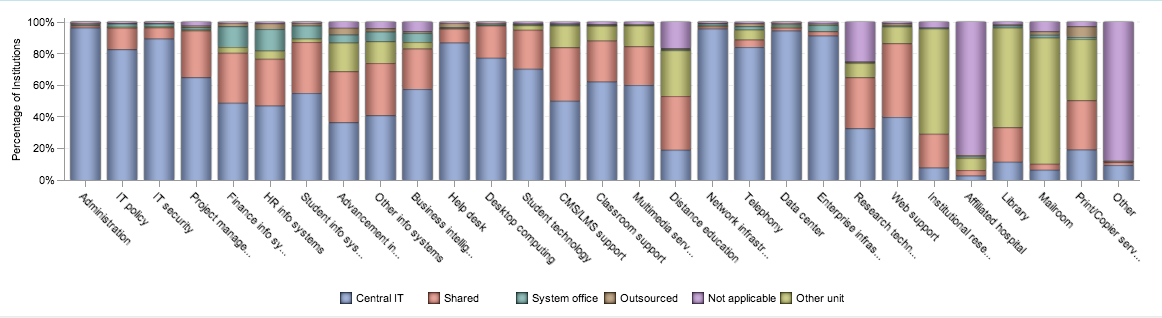 Percentage of Institutions
100%
80%
60%
40%
20%
0%
Administration
IT policy
IT security
Project manage...
Finance info sy...
HR info systems
Student info sys...
Advancement in...
Other info systems
Business intellig...
Help desk
Desktop computing
Student technology
CMS/LMS support
Classroom support
Multimedia serv...
Distance education
Network infrastr...
Telephony
Data center
Enterprise infras...
Research techn...
Web support
Institutional rese...
Affiliated hospital
Library
Mailroom
Print/Copier serv...
Other
Central IT Shared System office Outsourced Not applicable Other unit